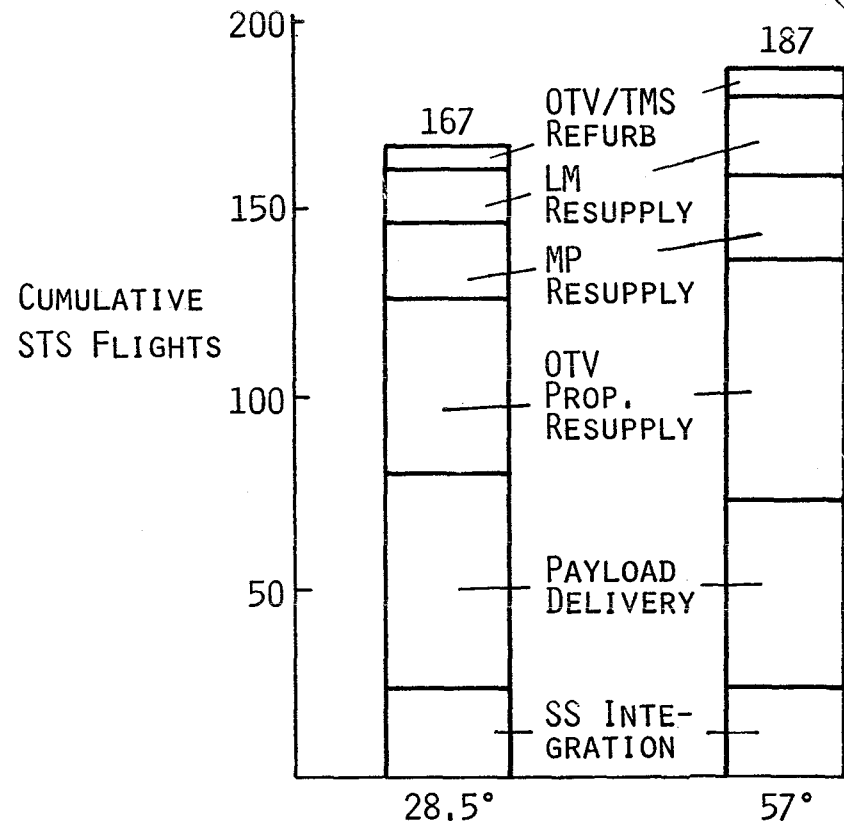 200
150
100
50
CUMULATIVE
STS FLIGHTS
167
187
OTV/TMS
REFURB
LM
RESUPPLY
MP
RESUPPLY
OTV
PROP.
RESUPPLY
PAYLOAD
DELIVERY
SS INTE-
GRATION
28.5°
57°